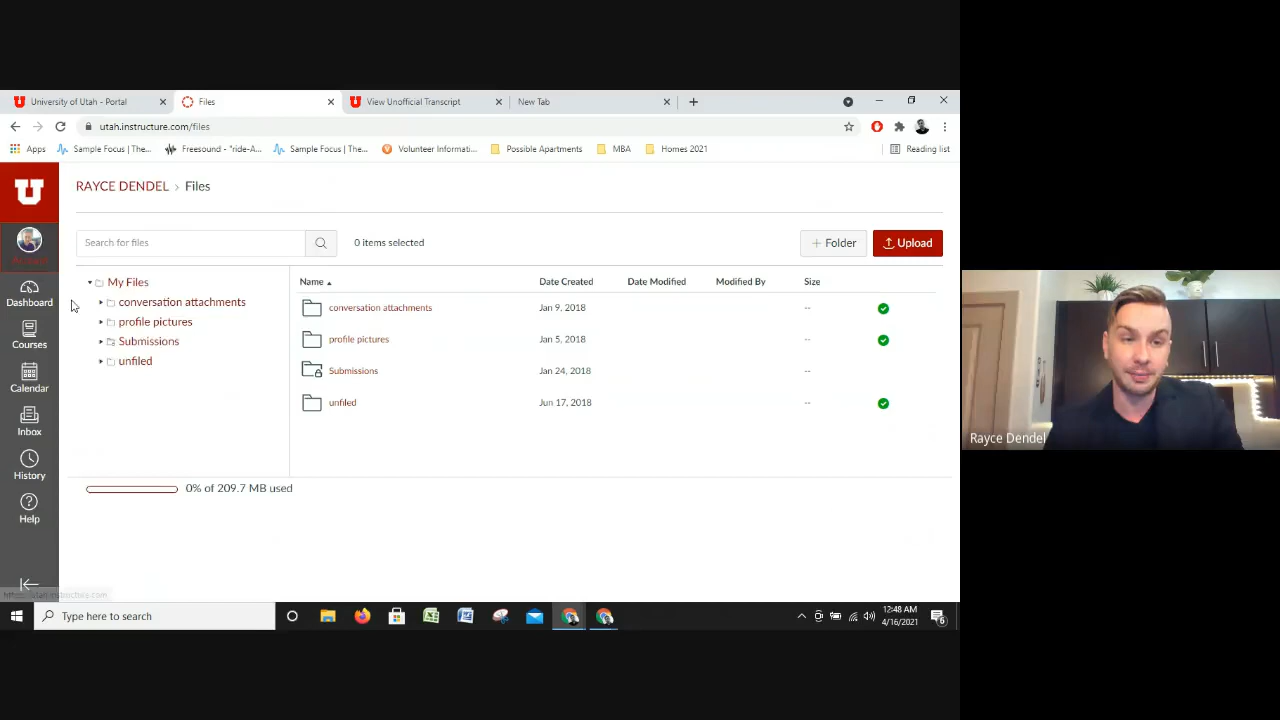 University of Utah - Portal
Files
View Unofficial Transcript
New Tab
utah.instructure.com/files
Apps
Sample Focus | The...
Freesound - "ride-A...
Sample Focus | The...
Volunteer Informati...
Possible Apartments
MBA
Homes 2021
Reading list
U
RAYCE DENDEL > Files
Search for files
0 items selected
+ Folder
Upload
Dashboard
Courses
Calendar
Inbox
History
Help
My Files
conversation attachments
profile pictures
Submissions
unfiled
Name Date Created Date Modified Modified By Size
conversation attachments Jan 9, 2018 --
profile pictures Jan 5, 2018 --
Submissions Jan 24, 2018 --
unfiled Jun 17, 2018 --
0% of 209.7 MB used
https://utah.instructure.com
Type here to search
12:48 AM
4/16/2021
6
Rayce Dendel